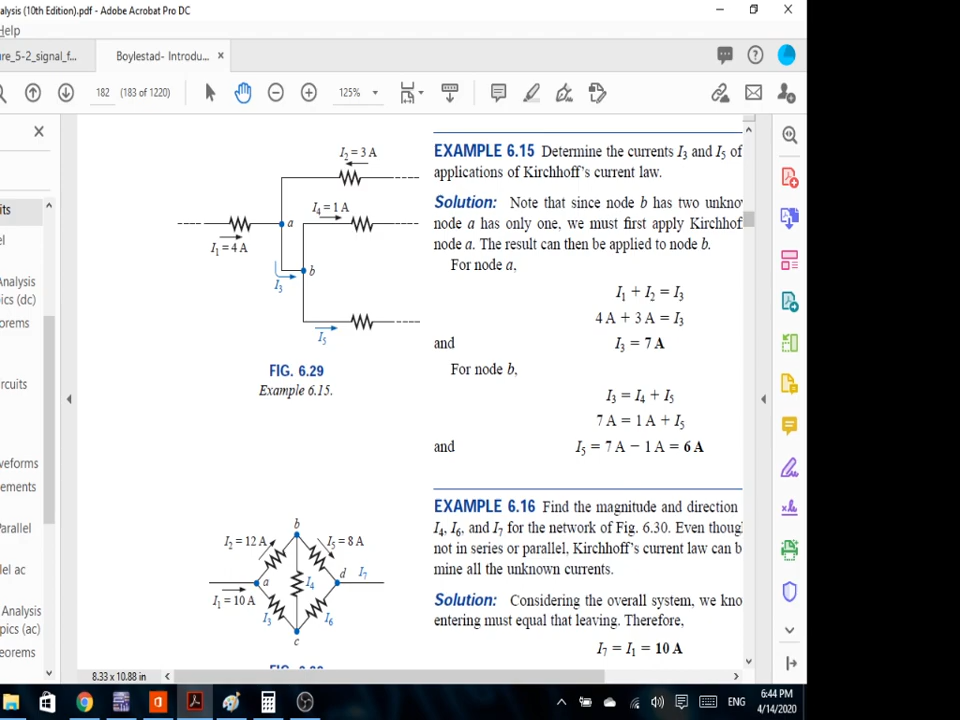 alysis (10th Edition).pdf - Adobe Acrobat Pro DC
Help
ure_5-2_signal_f...
Boylestad- Introdu...
182
(183 of 1220)
125%
its
el
Analysis
pics (dc)
orems
rcuits
veforms
ements
Parallel
lel ac
Analysis
pics (ac)
eorems
I2 = 3 A
I4 = 1 A
a
I1 = 4 A
b
I3
I5
FIG. 6.29
Example 6.15.
EXAMPLE 6.15 Determine the currents I3 and I5 of
applications of Kirchhoff's current law.
Solution: Note that since node b has two unkno
node a has only one, we must first apply Kirchhof
node a. The result can then be applied to node b.
For node a,
I1 + I2 = I3
4 A + 3 A = I3
and I3 = 7 A
For node b,
I3 = I4 + I5
7 A = 1 A + I5
and I5 = 7 A − 1 A = 6 A
b
I2 = 12 A
I5 = 8 A
a
I4
d
I7
I1 = 10 A
I3
I6
c
EXAMPLE 6.16 Find the magnitude and direction
I4, I6, and I7 for the network of Fig. 6.30. Even thoug
not in series or parallel, Kirchhoff's current law can b
mine all the unknown currents.
Solution: Considering the overall system, we kno
entering must equal that leaving. Therefore,
I7 = I1 = 10 A
8.33 x 10.88 in
ENG
6:44 PM
4/14/2020